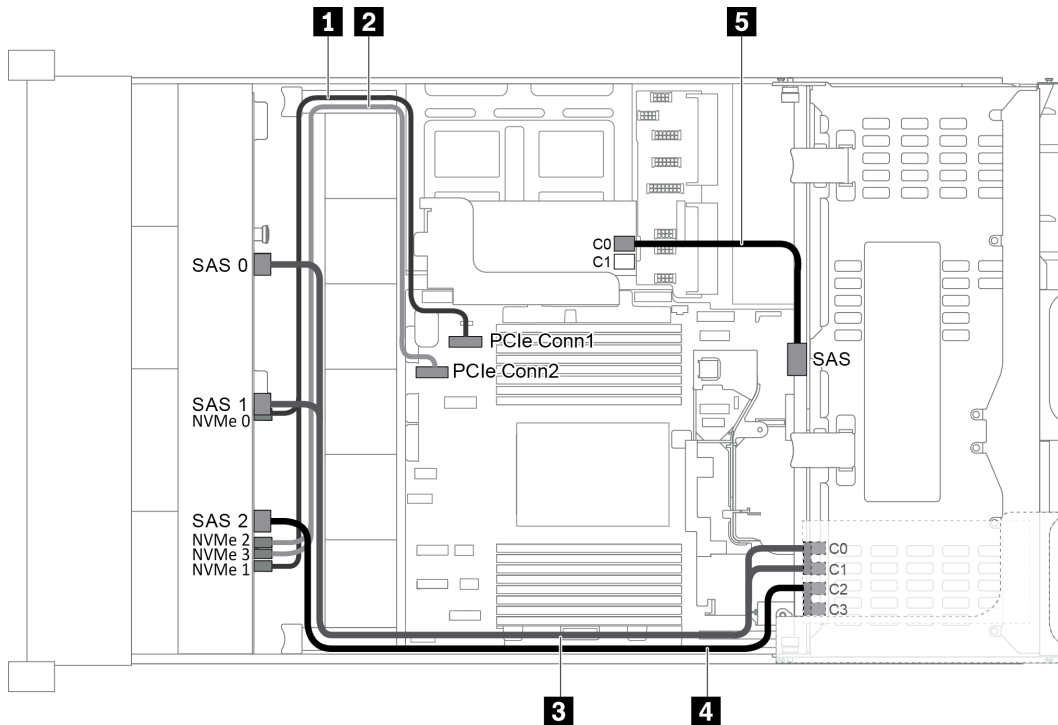 1 2 5
C0
C1
SAS 0
PCIe Conn1
PCIe Conn2
SAS
SAS 1
NVMe 0
SAS 2
NVMe 2
NVMe 3
NVMe 1
C0
C1
C2
C3
3 4